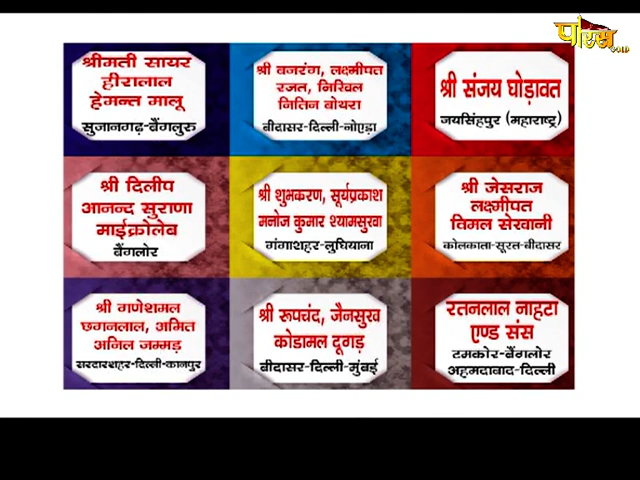 पारस
GOLD
श्रीमती सायर
हीरालाल
हेमन्त मालू
सुजानगढ़-बैंगलुरु
श्री बजरंग, लक्ष्मीपत
रजत, निखिल
नितिन बोथरा
बीदासर-दिल्ली-नोएड़ा
श्री संजय घोड़ावत
जयसिंहपुर (महाराष्ट्र)
श्री दिलीप
आनन्द सुराणा
माईक्रोलेब
बैंगलोर
श्री शुभकरण, सूर्यप्रकाश
मनोज कुमार श्यामसुखा
गंगाशहर-लुधियाना
श्री जेसराज
लक्ष्मीपत
विमल सेखानी
कोलकाता-सूरत-बीदासर
श्री गणेशमल
छगनलाल, अमित
अनिल जम्मड़
सरदारशहर-दिल्ली-कानपुर
श्री रूपचंद, जैनसुख
कोडामल दूगड़
बीदासर-दिल्ली-मुंबई
रतनलाल नाहटा
एण्ड संस
टमकोर-बैंगलोर
अहमदाबाद-दिल्ली